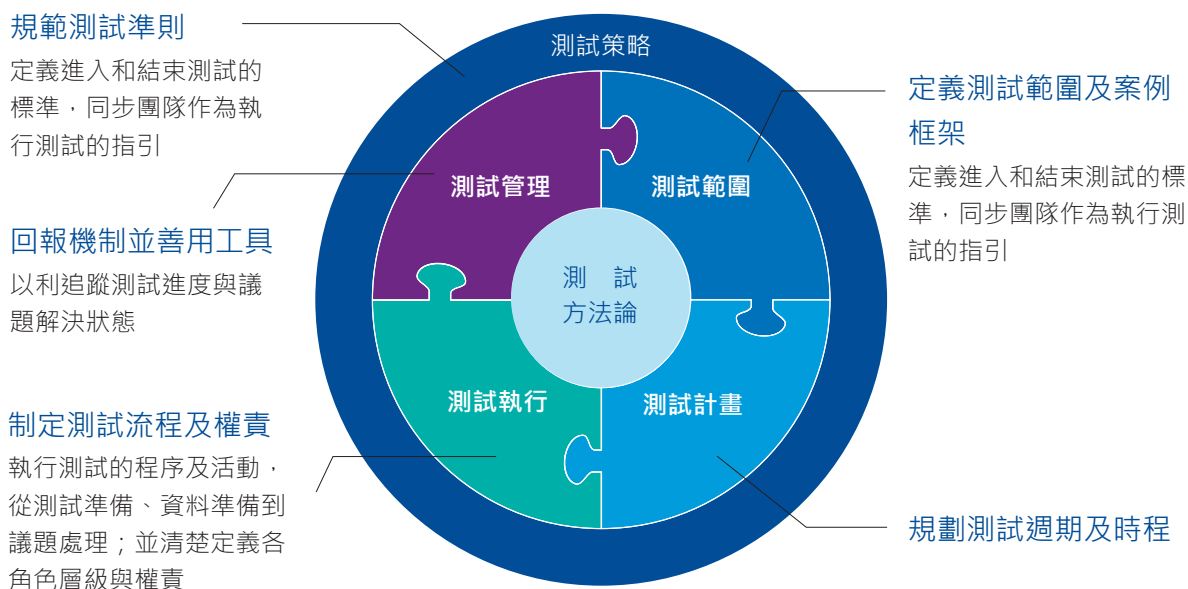 規範測試準則
定義進入和結束測試的
標準，同步團隊作為執
行測試的指引
回報機制並善用工具
以利追蹤測試進度與議
題解決狀態
制定測試流程及權責
執行測試的程序及活動，
從測試準備、資料準備到
議題處理；並清楚定義各
角色層級與權責
測試策略
測試管理
測試範圍
測　試
方法論
測試執行
測試計畫
定義測試範圍及案例
框架
定義進入和結束測試的標
準，同步團隊作為執行測
試的指引
規劃測試週期及時程